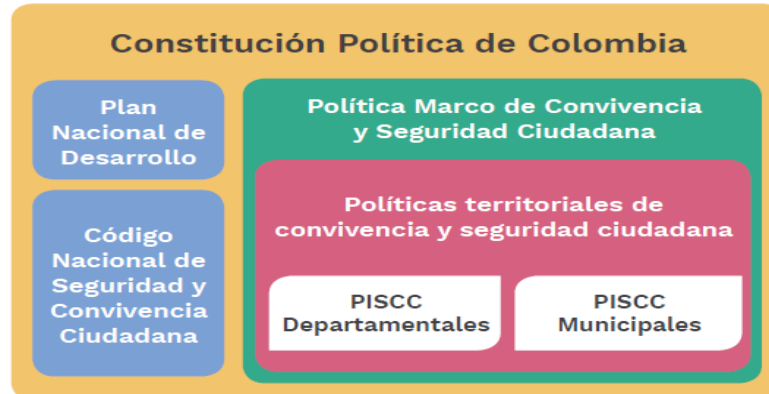 Constitución Política de Colombia
Plan
Nacional de
Desarrollo
Código
Nacional de
Seguridad y
Convivencia
Ciudadana
Política Marco de Convivencia
y Seguridad Ciudadana
Políticas territoriales de
convivencia y seguridad ciudadana
PISCC
Departamentales
PISCC
Municipales